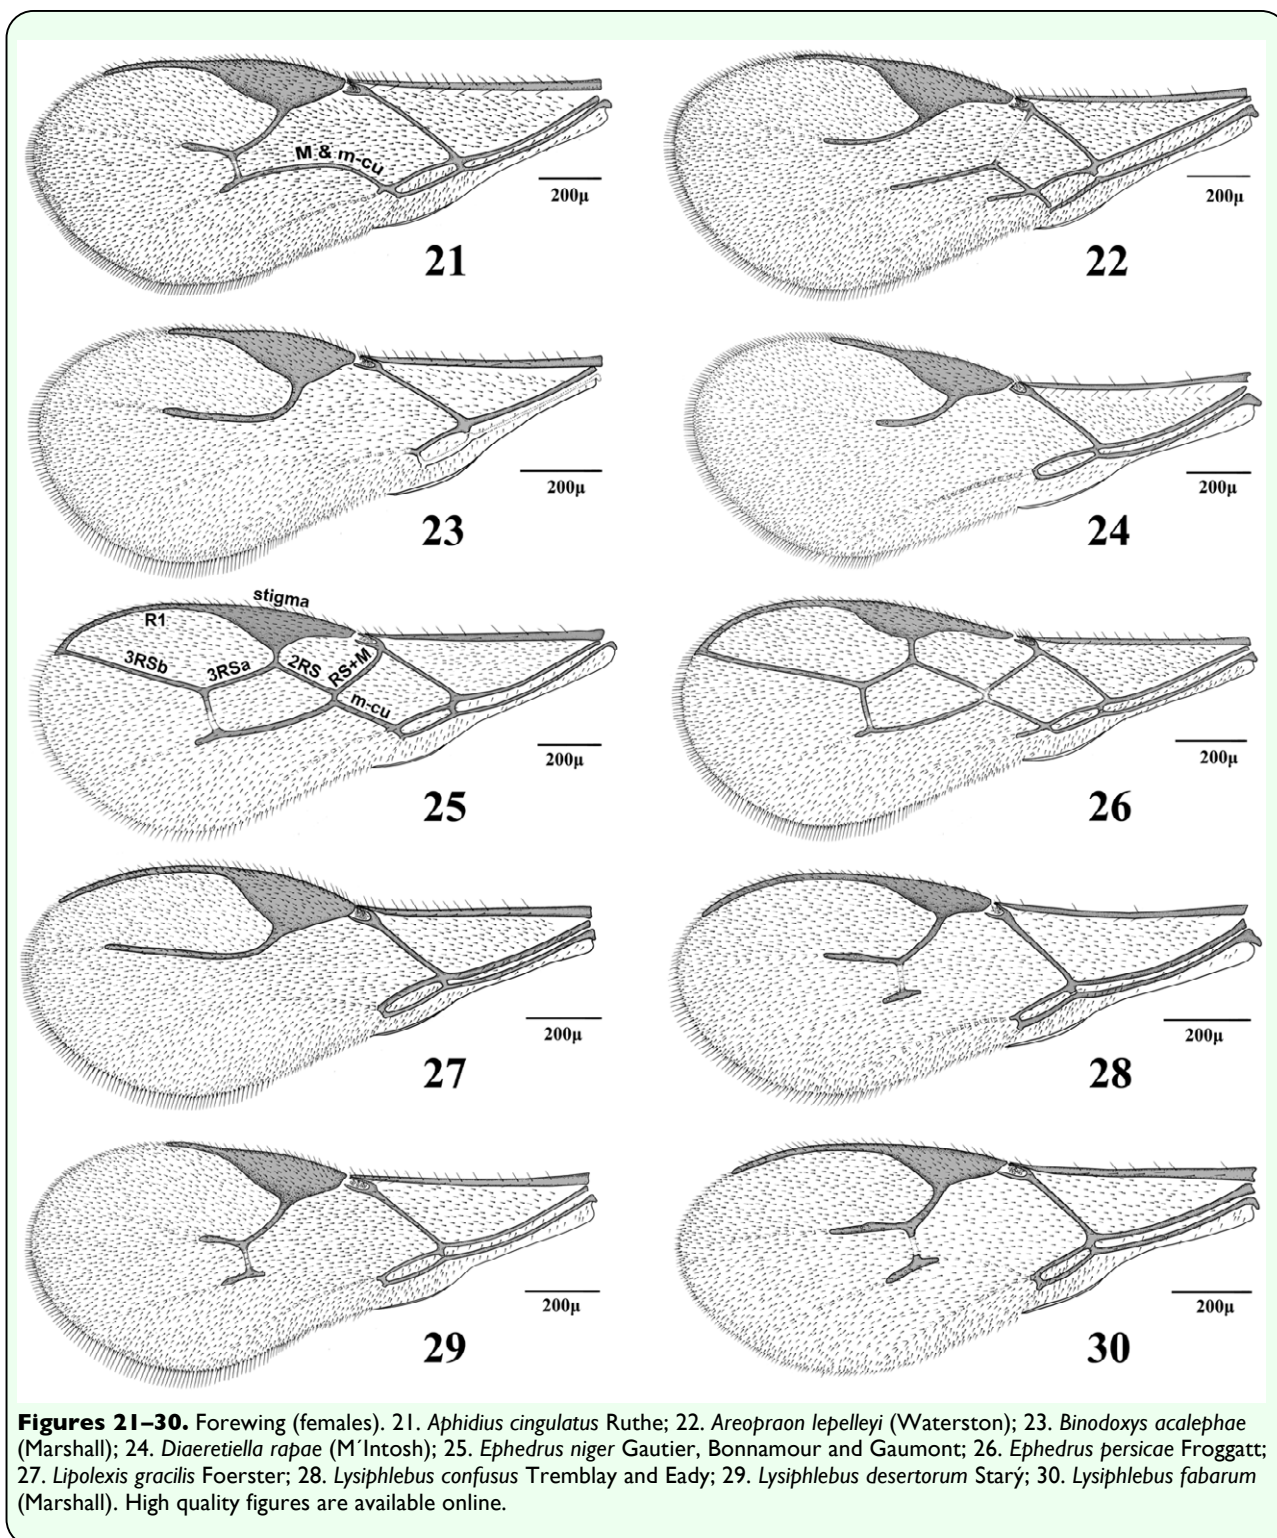 M & m-cu
200µ
21
200µ
22
200µ
23
200µ
24
stigma
R1
3RSb
3RSa
2RS
RS+M
m-cu
200µ
25
200µ
26
200µ
27
200µ
28
200µ
29
200µ
30
Figures 21–30. Forewing (females). 21. Aphidius cingulatus Ruthe; 22. Areopraon lepelleyi (Waterston); 23. Binodoxys acalephae
(Marshall); 24. Diaeretiella rapae (M´Intosh); 25. Ephedrus niger Gautier, Bonnamour and Gaumont; 26. Ephedrus persicae Froggatt;
27. Lipolexis gracilis Foerster; 28. Lysiphlebus confusus Tremblay and Eady; 29. Lysiphlebus desertorum Starý; 30. Lysiphlebus fabarum
(Marshall). High quality figures are available online.